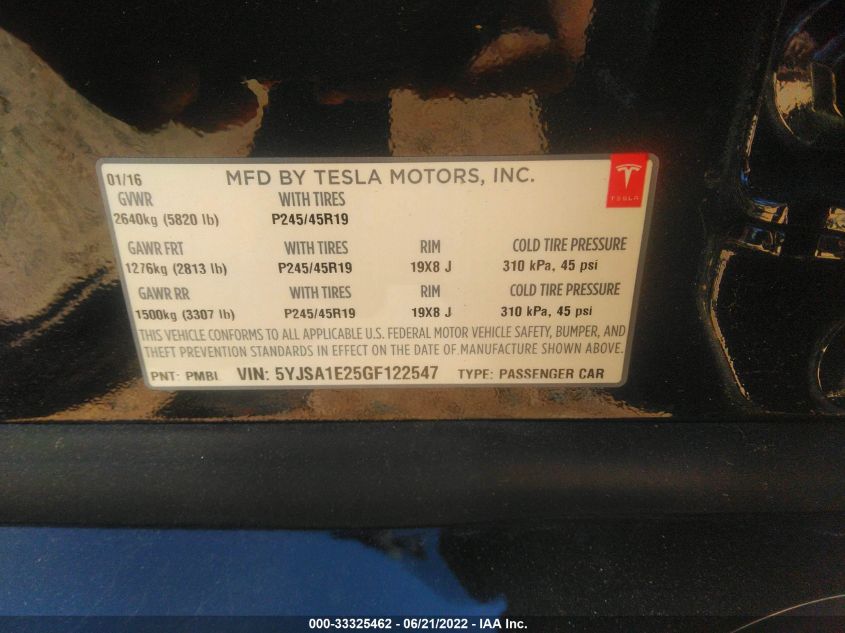 01/16 MFD BY TESLA MOTORS, INC.
TESLA
GVWR WITH TIRES
2640kg (5820 lb) P245/45R19
GAWR FRT WITH TIRES RIM COLD TIRE PRESSURE
1276kg (2813 lb) P245/45R19 19X8 J 310 kPa, 45 psi
GAWR RR WITH TIRES RIM COLD TIRE PRESSURE
1500kg (3307 lb) P245/45R19 19X8 J 310 kPa, 45 psi
THIS VEHICLE CONFORMS TO ALL APPLICABLE U.S. FEDERAL MOTOR VEHICLE SAFETY, BUMPER, AND
THEFT PREVENTION STANDARDS IN EFFECT ON THE DATE OF MANUFACTURE SHOWN ABOVE.
PNT: PMBL VIN: 5YJSA1E25GF122547 TYPE: PASSENGER CAR
000-33325462 - 06/21/2022 - IAA Inc.